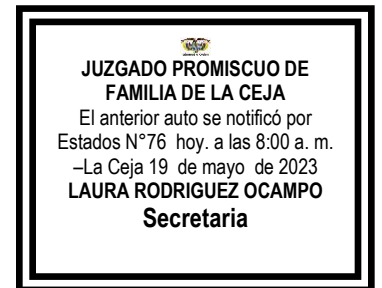 JUZGADO PROMISCUO DE
FAMILIA DE LA CEJA
El anterior auto se notificó por
Estados N°76 hoy. a las 8:00 a. m.
–La Ceja 19 de mayo de 2023
LAURA RODRIGUEZ OCAMPO
Secretaria